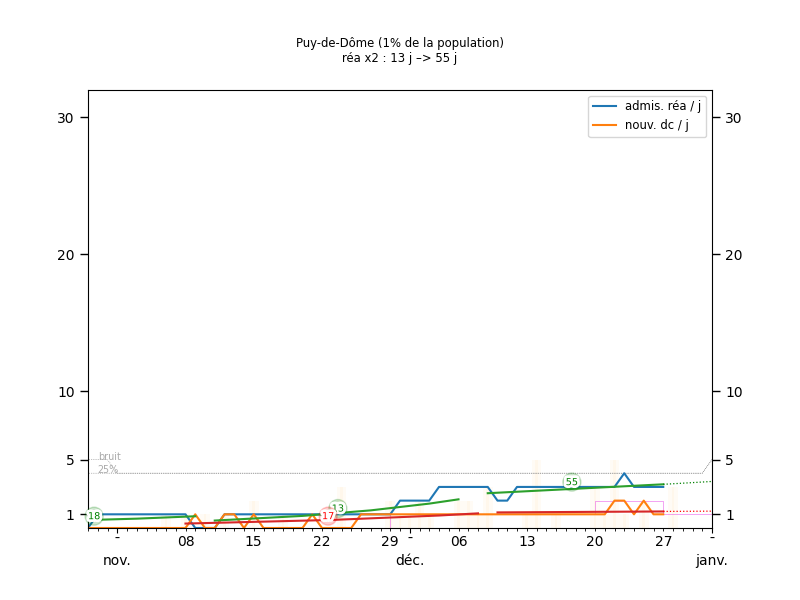 Puy-de-Dôme (1% de la population)
réa x2 : 13 j –> 55 j
admis. réa / j
nouv. dc / j
30 30
20 20
10 10
5 5
1 1
bruit
25%
18 17 13 55
- 08 15 22 29 - 06 13 20 27 -
nov. déc. janv.